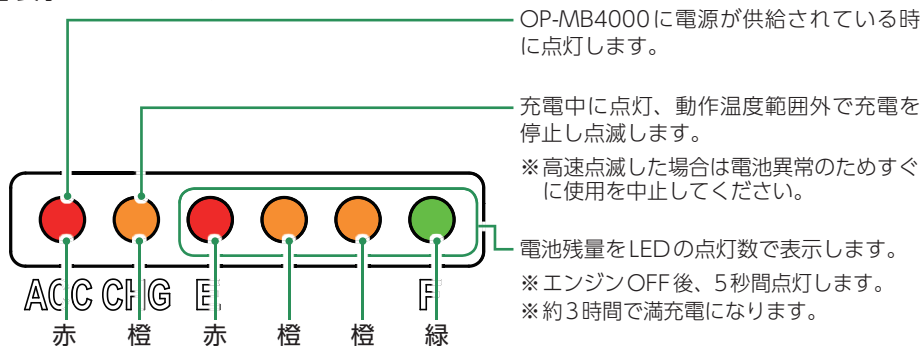 OP-MB4000に電源が供給されている時
に点灯します。
充電中に点灯、動作温度範囲外で充電を
停止し点滅します。
※高速点滅した場合は電池異常のためすぐ
に使用を中止してください。
電池残量をLEDの点灯数で表示します。
※エンジンOFF後、5秒間点灯します。
※約3時間で満充電になります。
ACC CHG E F
赤 橙 赤 橙 橙 緑